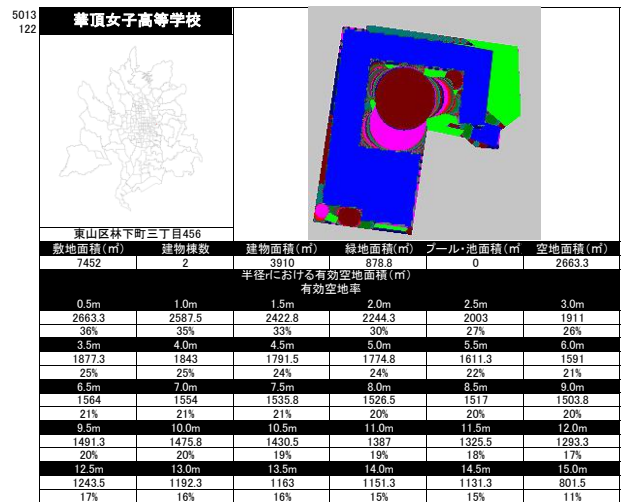 5013
122
華頂女子高等学校
東山区林下町三丁目456
敷地面積(㎡) 建物棟数 建物面積(㎡) 緑地面積(㎡) プール・池面積(㎡ 空地面積(㎡)
7452 2 3910 878.8 0 2663.3
半径rにおける有効空地面積(㎡)
有効空地率
0.5m 1.0m 1.5m 2.0m 2.5m 3.0m
2663.3 2587.5 2422.8 2244.3 2003 1911
36% 35% 33% 30% 27% 26%
3.5m 4.0m 4.5m 5.0m 5.5m 6.0m
1877.3 1843 1791.5 1774.8 1611.3 1591
25% 25% 24% 24% 22% 21%
6.5m 7.0m 7.5m 8.0m 8.5m 9.0m
1564 1554 1535.8 1526.5 1517 1503.8
21% 21% 21% 20% 20% 20%
9.5m 10.0m 10.5m 11.0m 11.5m 12.0m
1491.3 1475.8 1430.5 1387 1325.5 1293.3
20% 20% 19% 19% 18% 17%
12.5m 13.0m 13.5m 14.0m 14.5m 15.0m
1243.5 1192.3 1163 1151.3 1131.3 801.5
17% 16% 16% 15% 15% 11%